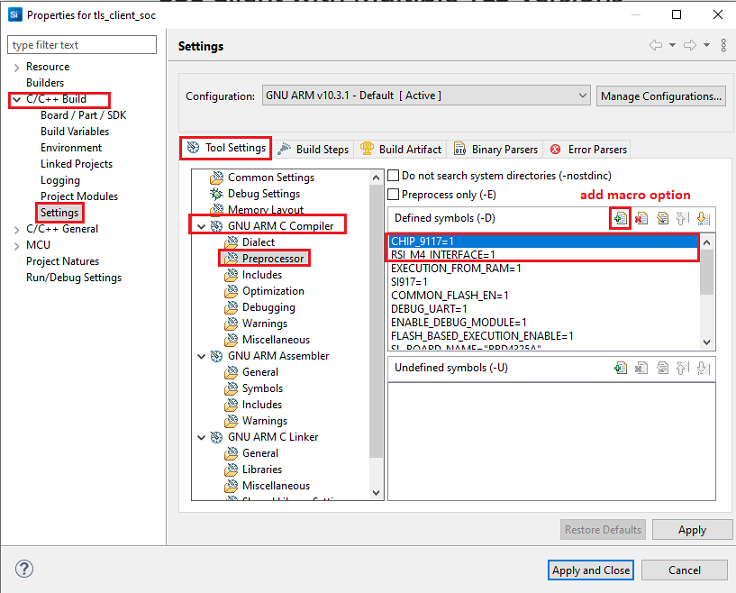 Properties for tls_client_soc
type filter text
Resource
Builders
C/C++ Build
Board / Part / SDK
Build Variables
Environment
Linked Projects
Logging
Project Modules
Settings
C/C++ General
MCU
Project Natures
Run/Debug Settings
Settings
Configuration:
GNU ARM v10.3.1 - Default [ Active ]
Manage Configurations...
Tool Settings
Build Steps
Build Artifact
Binary Parsers
Error Parsers
Common Settings
Debug Settings
Memory Layout
GNU ARM C Compiler
Dialect
Preprocessor
Includes
Optimization
Debugging
Warnings
Miscellaneous
GNU ARM Assembler
General
Symbols
Includes
Warnings
GNU ARM C Linker
General
Libraries
Miscellaneous
Do not search system directories (-nostdinc)
Preprocess only (-E)
add macro option
Defined symbols (-D)
CHIP_9117=1
RSI_M4_INTERFACE=1
EXECUTION_FROM_RAM=1
SI917=1
COMMON_FLASH_EN=1
DEBUG_UART=1
ENABLE_DEBUG_MODULE=1
FLASH_BASED_EXECUTION_ENABLE=1
SL_BOARD_NAME="BRD4325A"
Undefined symbols (-U)
Restore Defaults
Apply
Apply and Close
Cancel